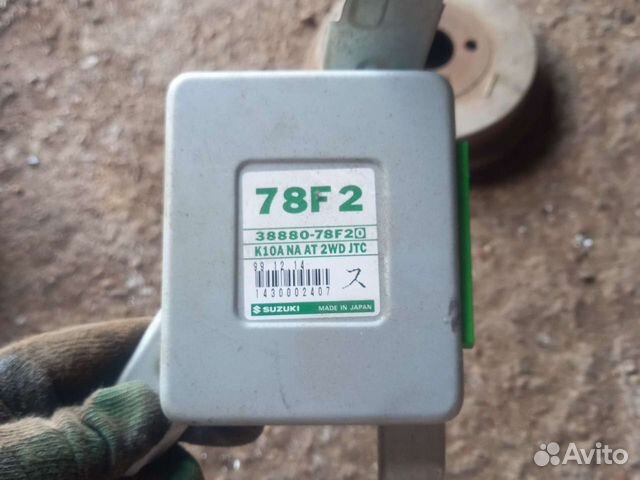 78F2
38880-78F20
K10A NA AT 2WD JTC
99.12.14
1430002407
ス
SUZUKI MADE IN JAPAN
Avito